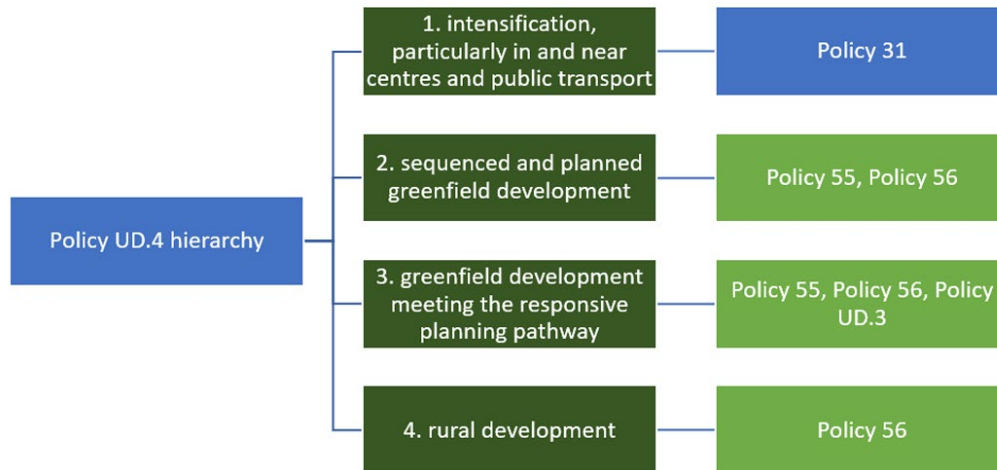 1. intensification,
particularly in and near
centres and public transport
Policy 31
2. sequenced and planned
greenfield development
Policy 55, Policy 56
Policy UD.4 hierarchy
3. greenfield development
meeting the responsive
planning pathway
Policy 55, Policy 56, Policy
UD.3
4. rural development
Policy 56